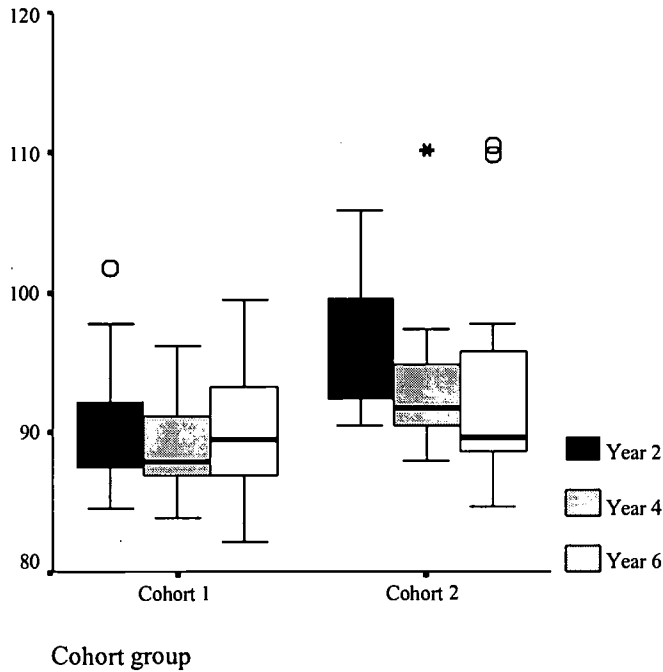 120
110
100
90
80
Cohort 1
Cohort 2
Year 2
Year 4
Year 6
Cohort group